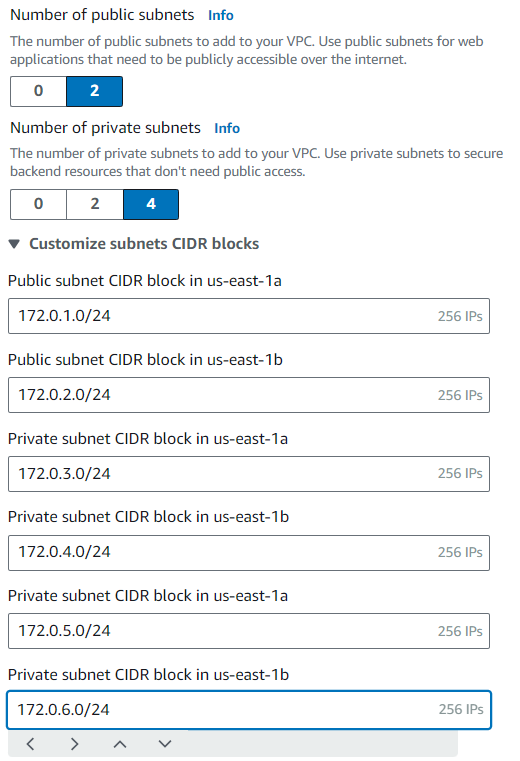 Number of public subnets Info
The number of public subnets to add to your VPC. Use public subnets for web
applications that need to be publicly accessible over the internet.
0 2
Number of private subnets Info
The number of private subnets to add to your VPC. Use private subnets to secure
backend resources that don't need public access.
0 2 4
Customize subnets CIDR blocks
Public subnet CIDR block in us-east-1a
172.0.1.0/24 256 IPs
Public subnet CIDR block in us-east-1b
172.0.2.0/24 256 IPs
Private subnet CIDR block in us-east-1a
172.0.3.0/24 256 IPs
Private subnet CIDR block in us-east-1b
172.0.4.0/24 256 IPs
Private subnet CIDR block in us-east-1a
172.0.5.0/24 256 IPs
Private subnet CIDR block in us-east-1b
172.0.6.0/24 256 IPs